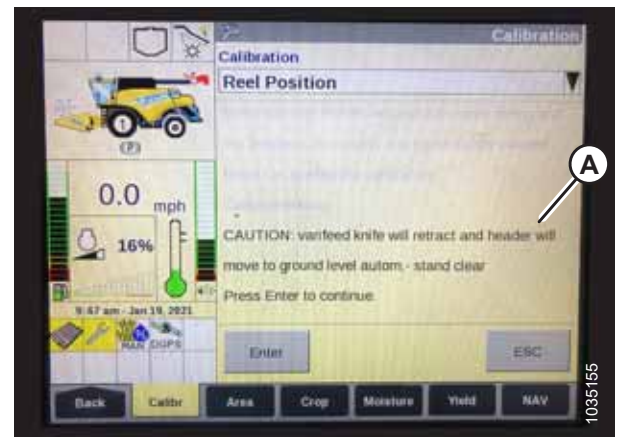 Calibration
Calibration
Reel Position
A
0.0 mph
16%
CAUTION: varifeed knife will retract and header will
move to ground level autom.- stand clear
Press Enter to continue.
9:47 am - Jan 19, 2021
MAN DGPS
Enter
ESC
Back
Calibr
Area
Crop
Moisture
Yield
NAV
1035155